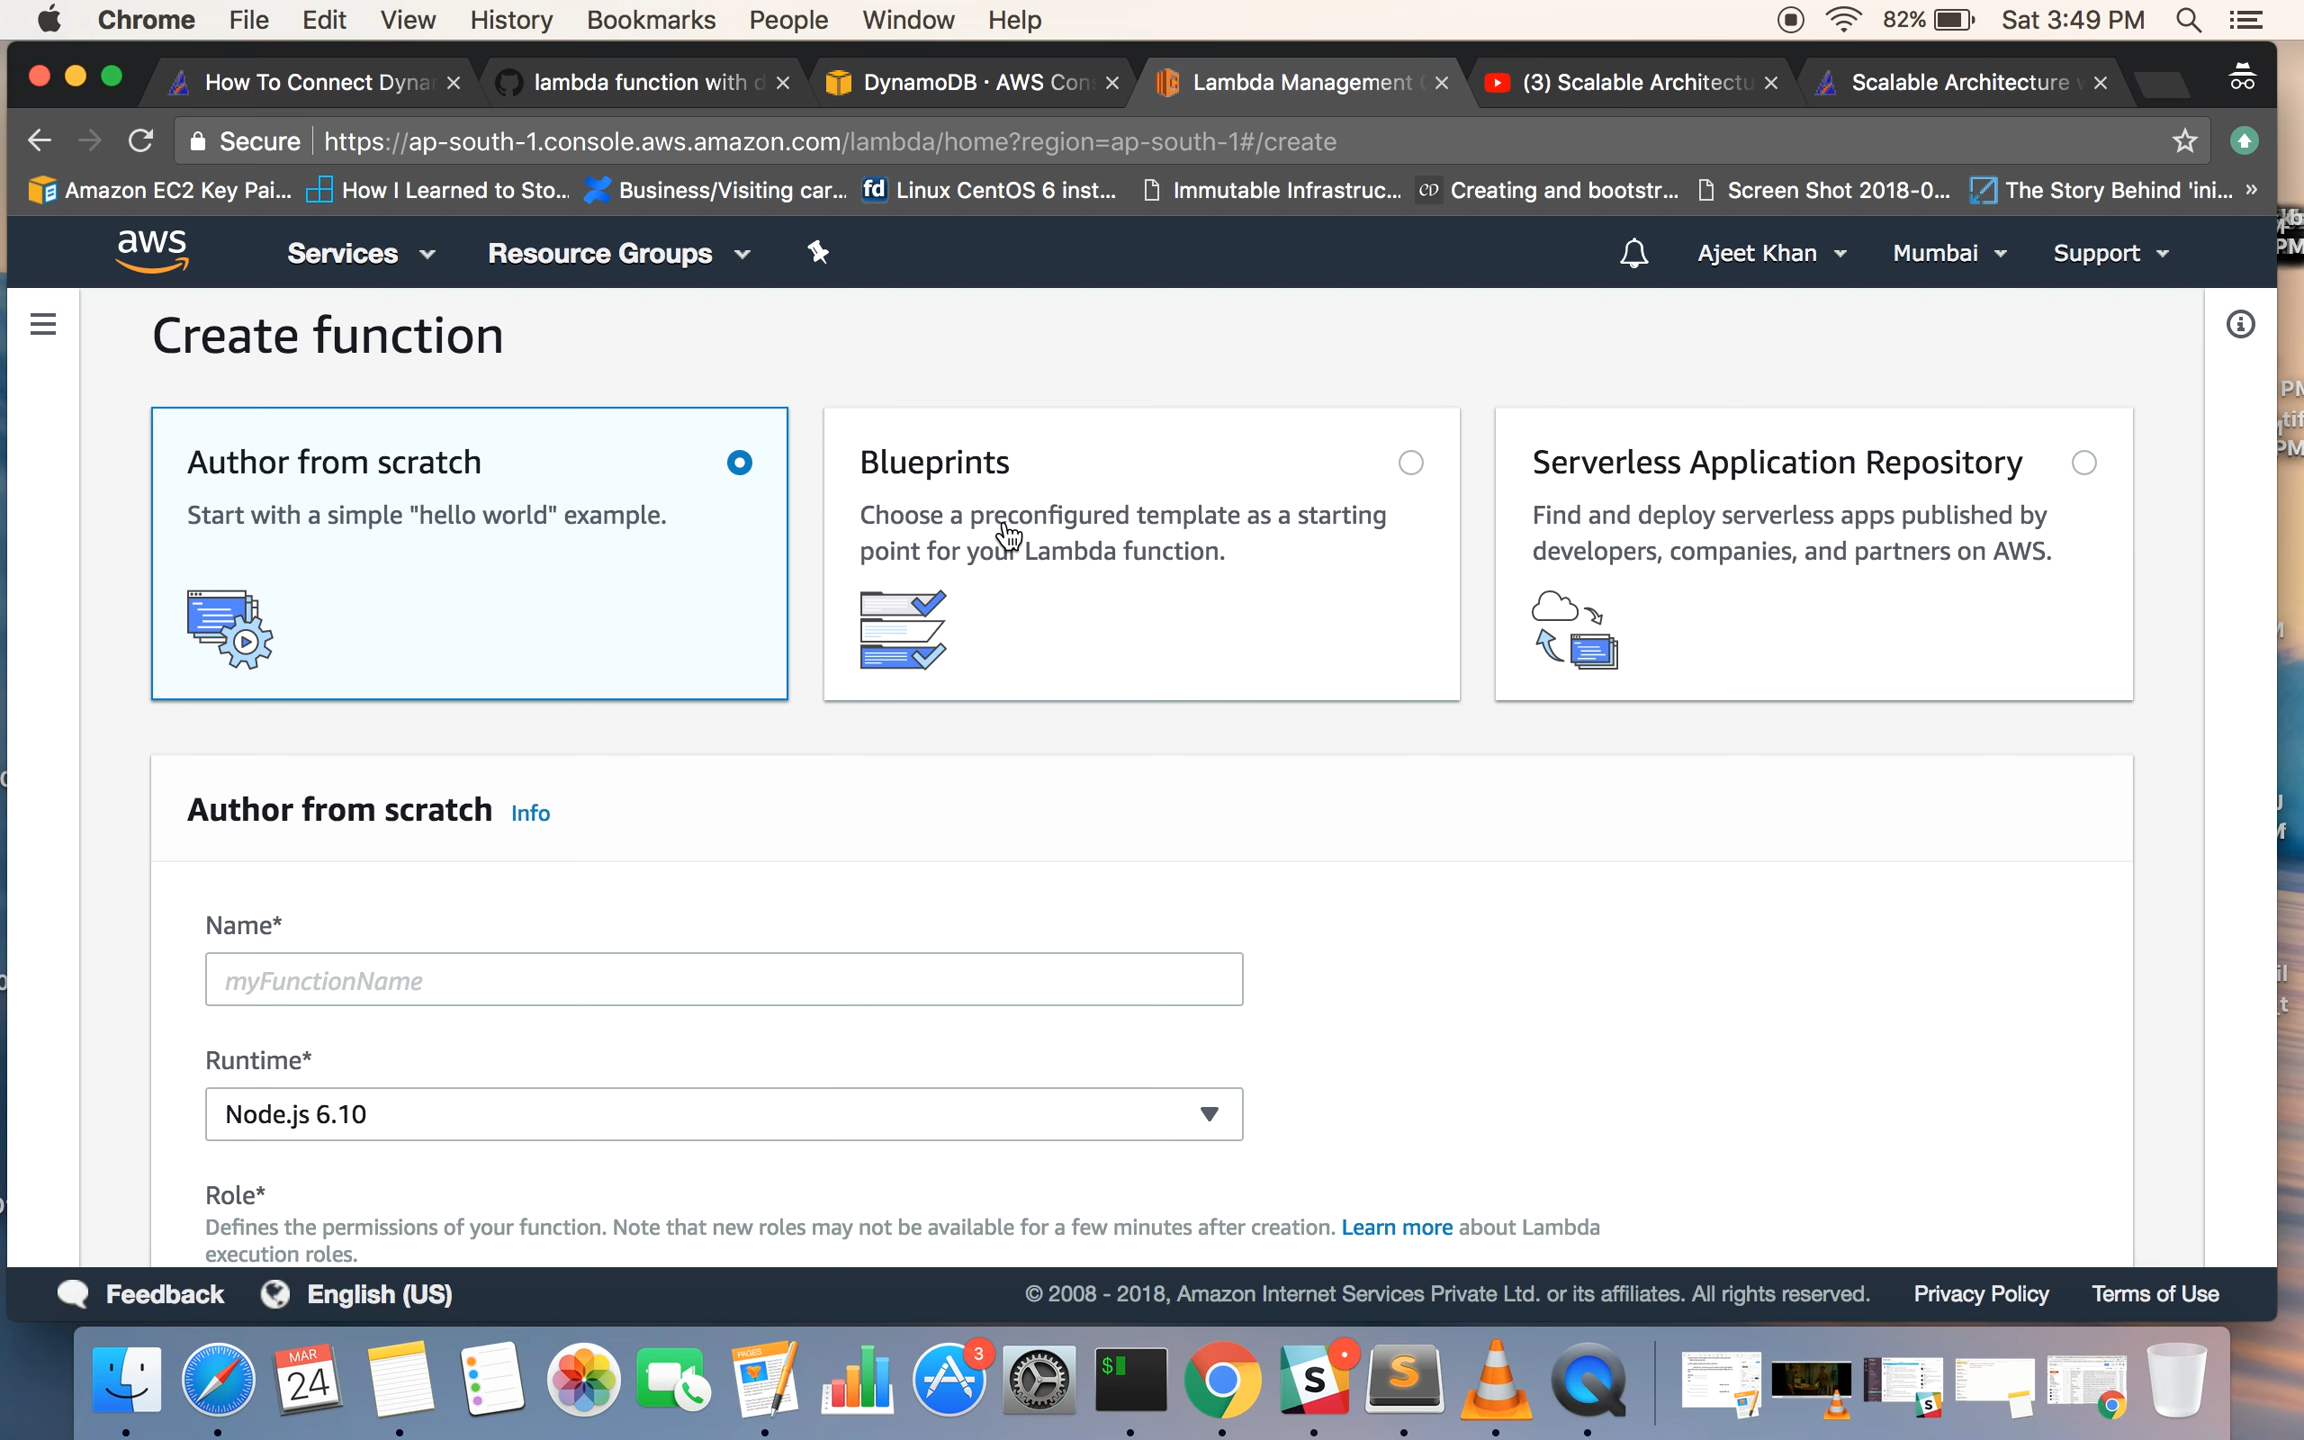 Chrome File Edit View History Bookmarks People Window Help 82% Sat 3:49 PM
How To Connect Dyna lambda function with d DynamoDB · AWS Con Lambda Management (3) Scalable Architectu Scalable Architecture
Secure https://ap-south-1.console.aws.amazon.com/lambda/home?region=ap-south-1#/create
Amazon EC2 Key Pai... How I Learned to Sto... Business/Visiting car... fd Linux CentOS 6 inst... Immutable Infrastruc... Creating and bootstr... Screen Shot 2018-0... The Story Behind 'ini... »
aws Services Resource Groups Ajeet Khan Mumbai Support
Create function
Author from scratch
Start with a simple "hello world" example.
Blueprints
Choose a preconfigured template as a starting
point for your Lambda function.
Serverless Application Repository
Find and deploy serverless apps published by
developers, companies, and partners on AWS.
Author from scratch Info
Name*
myFunctionName
Runtime*
Node.js 6.10
Role*
Defines the permissions of your function. Note that new roles may not be available for a few minutes after creation. Learn more about Lambda
execution roles.
Feedback English (US) © 2008 - 2018, Amazon Internet Services Private Ltd. or its affiliates. All rights reserved. Privacy Policy Terms of Use
MAR
24
PAGES
3
$
S
S